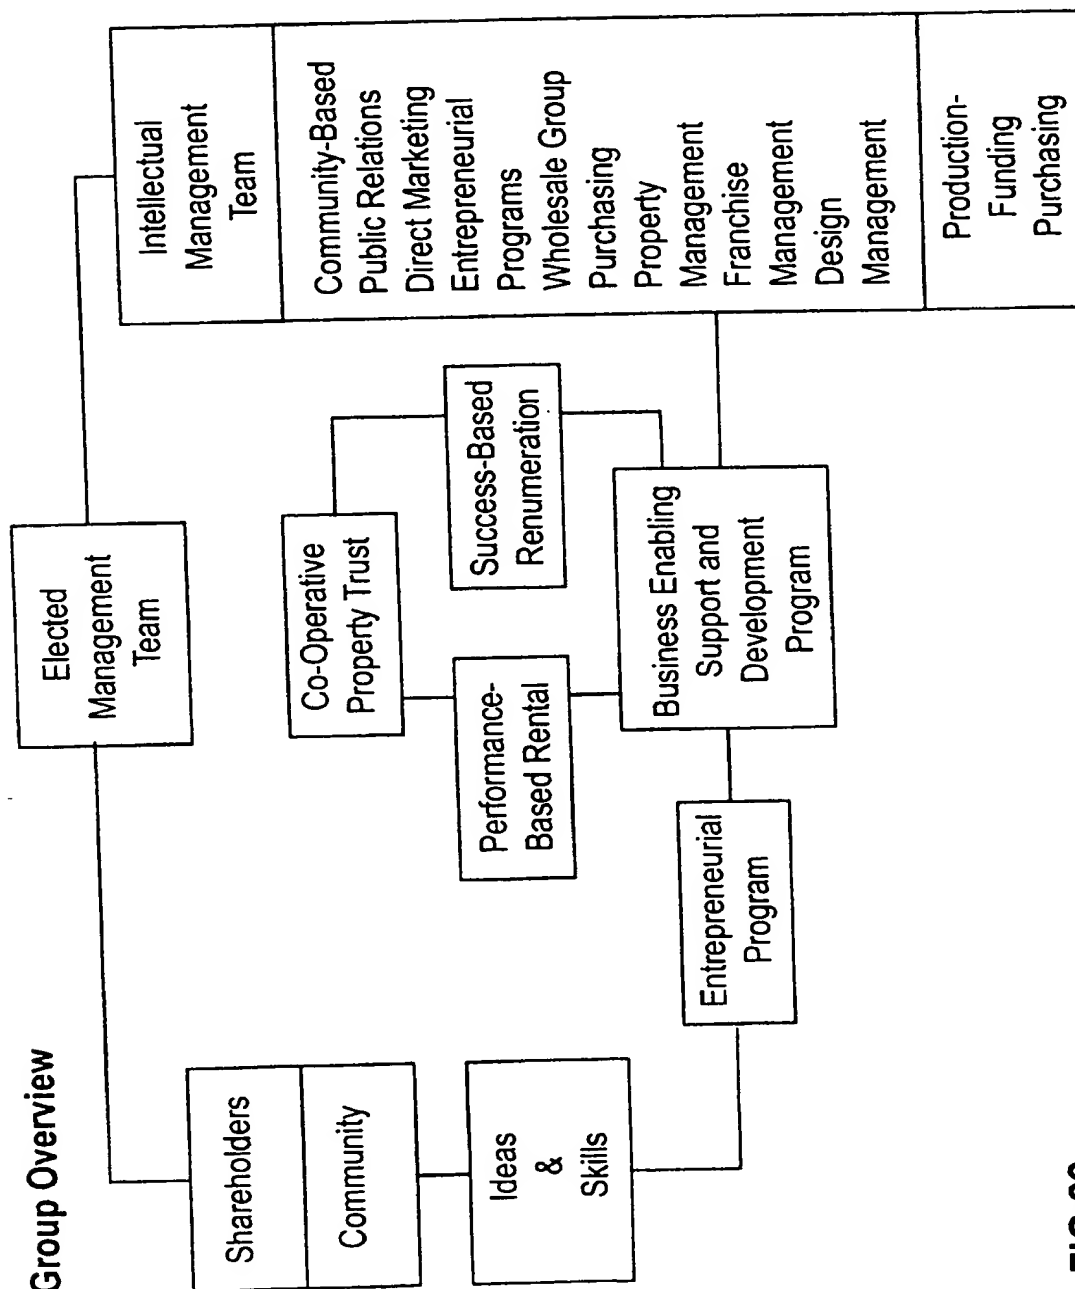 Group Overview
Elected
Management
Team
Shareholders
Community
Ideas
&
Skills
Entrepreneurial
Program
Co-Operative
Property Trust
Performance-
Based Rental
Success-Based
Renumeration
Business Enabling
Support and
Development
Program
Intellectual
Management
Team
Community-Based
Public Relations
Direct Marketing
Entrepreneurial
Programs
Wholesale Group
Purchasing
Property
Management
Franchise
Management
Design
Management
Production-
Funding
Purchasing